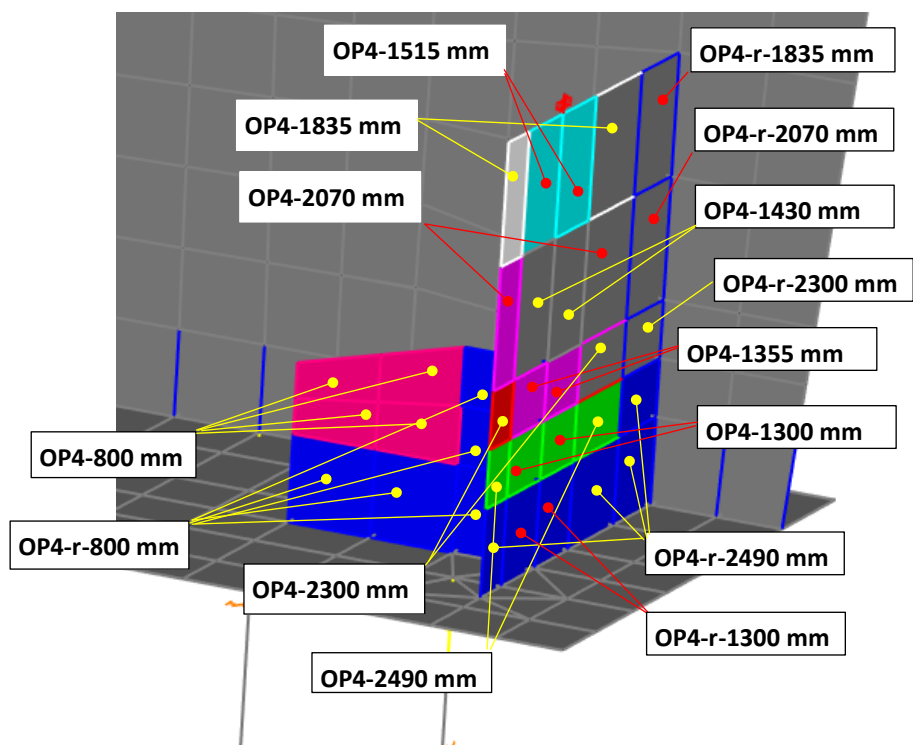 OP4-1515 mm
OP4-r-1835 mm
OP4-1835 mm
OP4-r-2070 mm
OP4-2070 mm
OP4-1430 mm
OP4-r-2300 mm
OP4-1355 mm
OP4-1300 mm
OP4-800 mm
OP4-r-800 mm
OP4-r-2490 mm
OP4-2300 mm
OP4-r-1300 mm
OP4-2490 mm